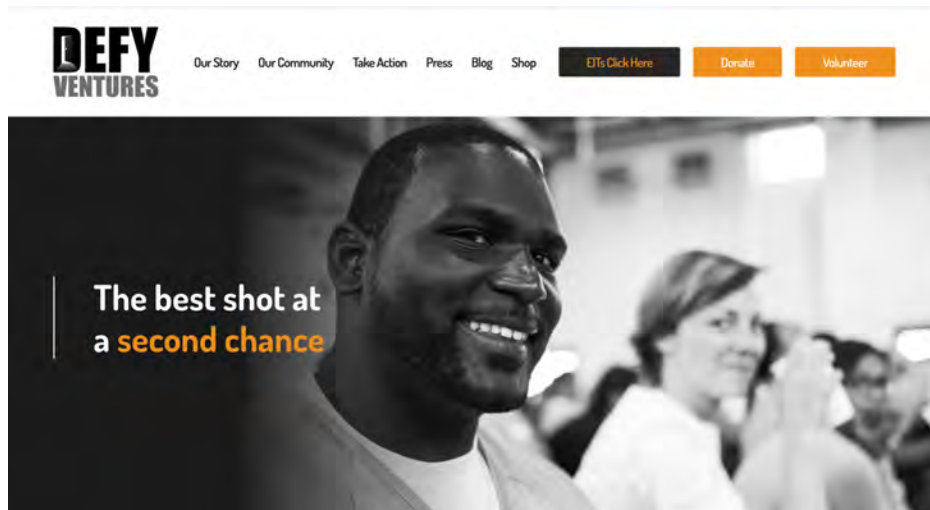 DEFY
VENTURES
Our Story Our Community Take Action Press Blog Shop EITs Click Here Donate Volunteer
The best shot at
a second chance